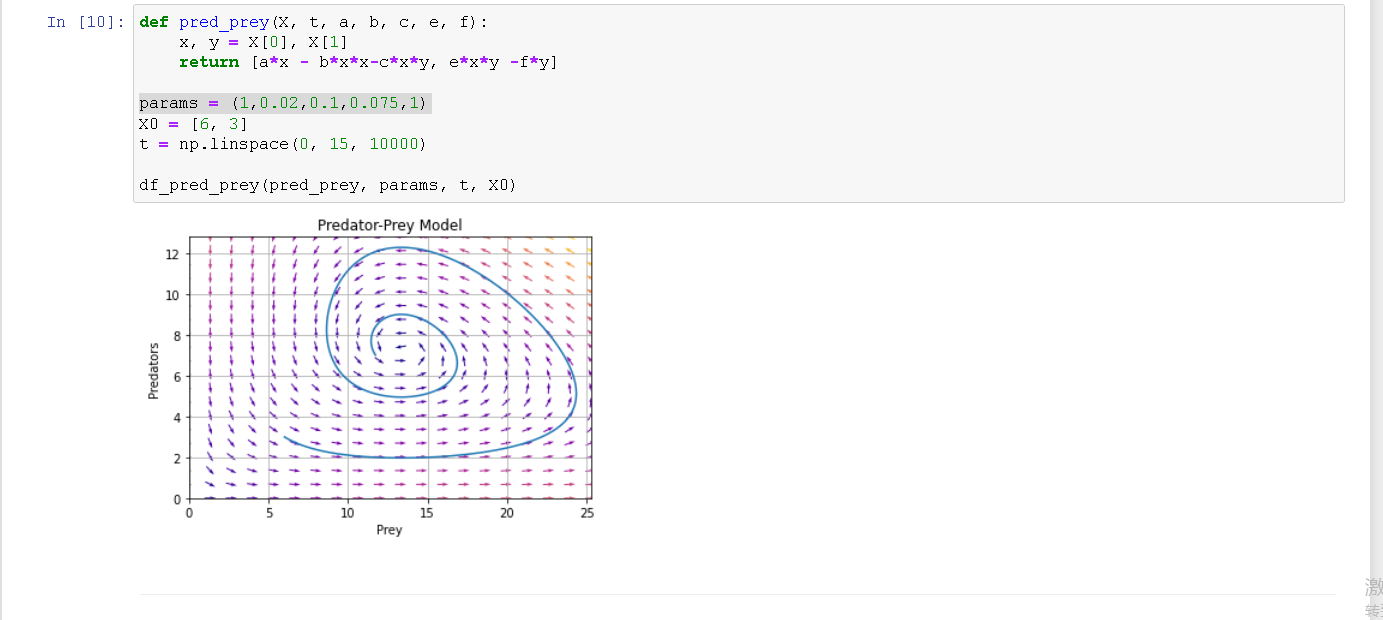 In [10]:
def pred_prey(X, t, a, b, c, e, f):
    x, y = X[0], X[1]
    return [a*x - b*x*x-c*x*y, e*x*y -f*y]
params = (1,0.02,0.1,0.075,1)
X0 = [6, 3]
t = np.linspace(0, 15, 10000)
df_pred_prey(pred_prey, params, t, X0)
Predator-Prey Model
12
10
8
6
4
2
0
Predators
0 5 10 15 20 25
Prey
激